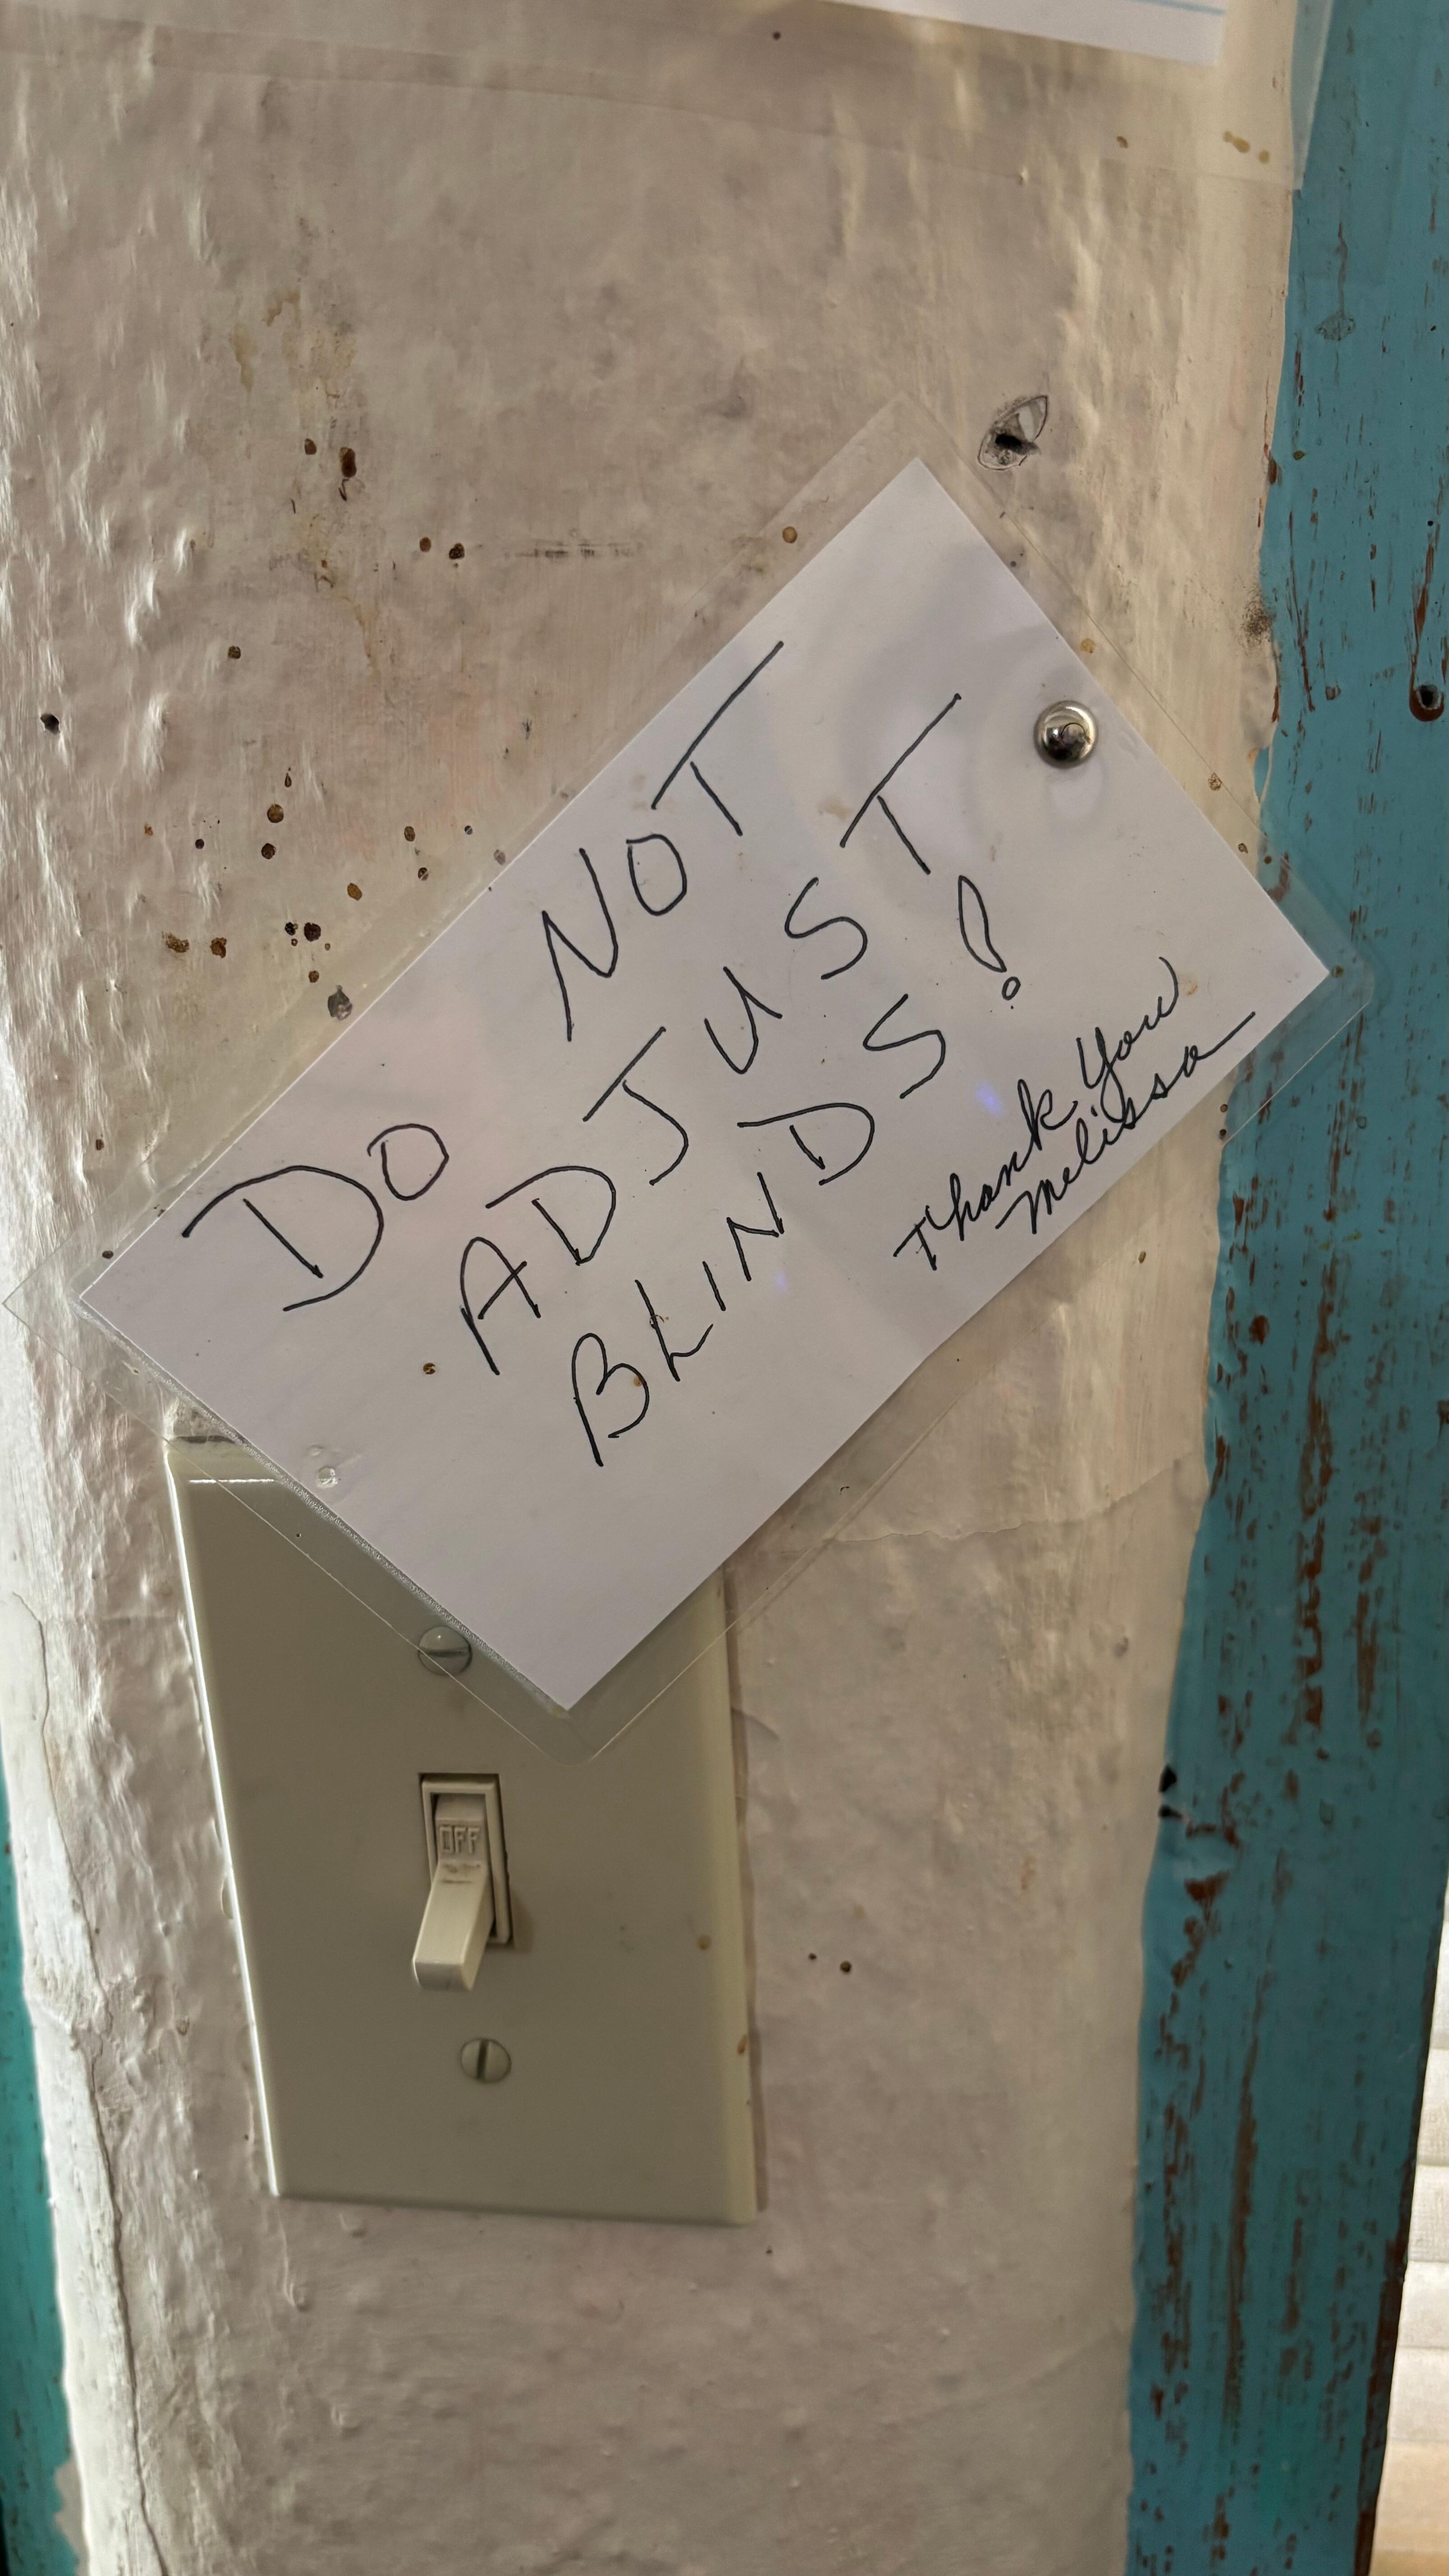 DO NOT
ADJUST
BLINDS!
Thank You
Melissa
OFF